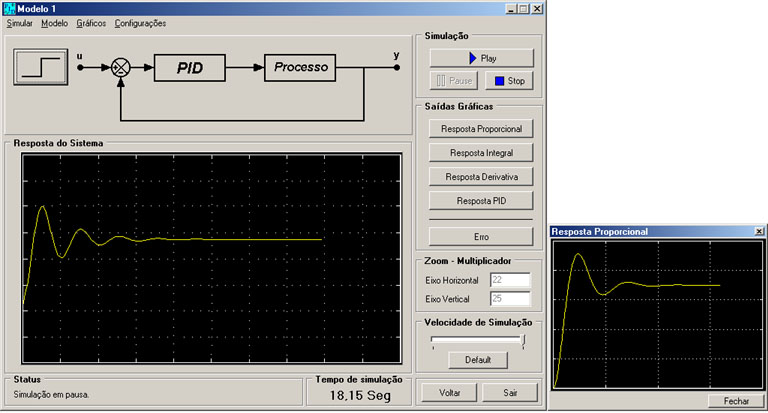 Modelo 1
Simular Modelo Gráficos Configurações
u
PID
Processo
y
Simulação
Play
Pause
Stop
Saídas Gráficas
Resposta Proporcional
Resposta Integral
Resposta Derivativa
Resposta PID
Erro
Resposta do Sistema
Zoom - Multiplicador
Eixo Horizontal 22
Eixo Vertical 25
Velocidade de Simulação
Default
Status
Simulação em pausa.
Tempo de simulação
18,15 Seg
Voltar
Sair
Resposta Proporcional
Fechar